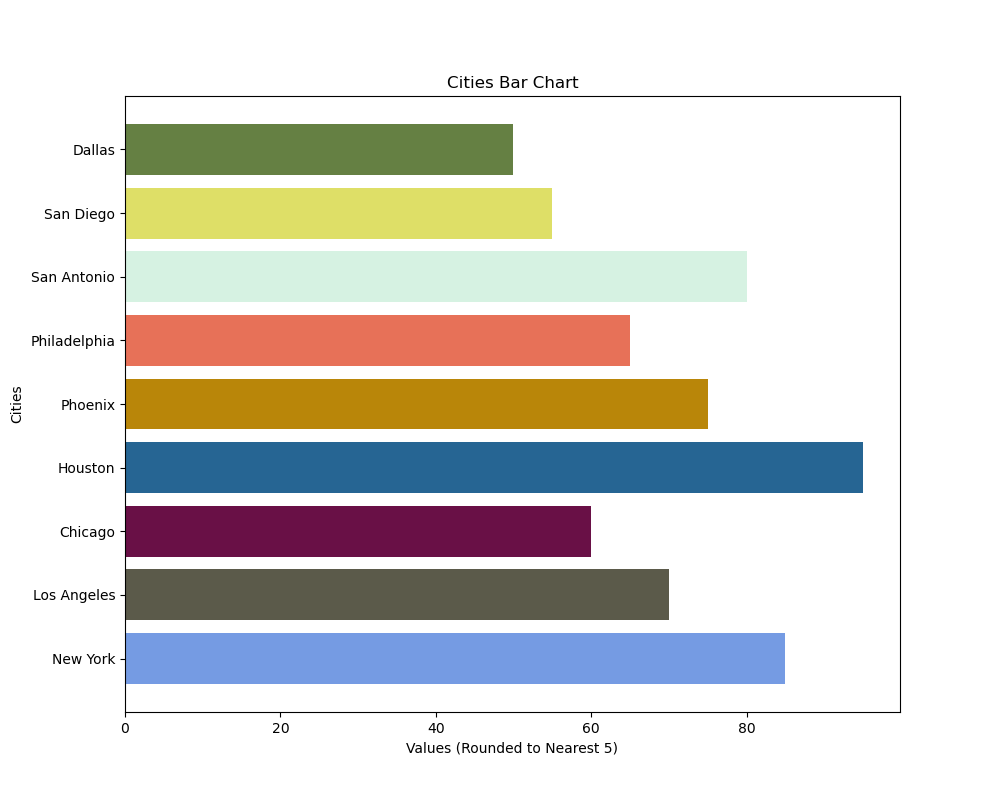 Cities Bar Chart
Dallas
San Diego
San Antonio
Philadelphia
Phoenix
Houston
Chicago
Los Angeles
New York
Cities
0 20 40 60 80
Values (Rounded to Nearest 5)